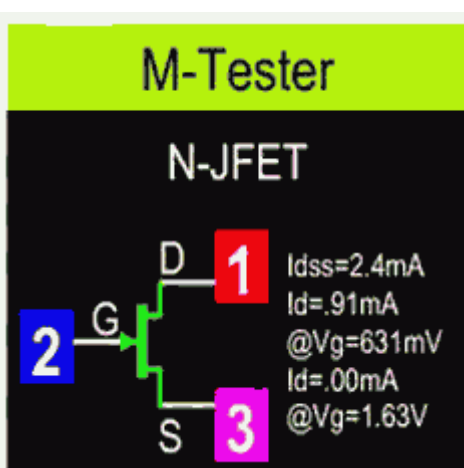 M-Tester
N-JFET
D
1
G
2
S
3
Idss=2.4mA
Id=.91mA
@Vg=631mV
Id=.00mA
@Vg=1.63V